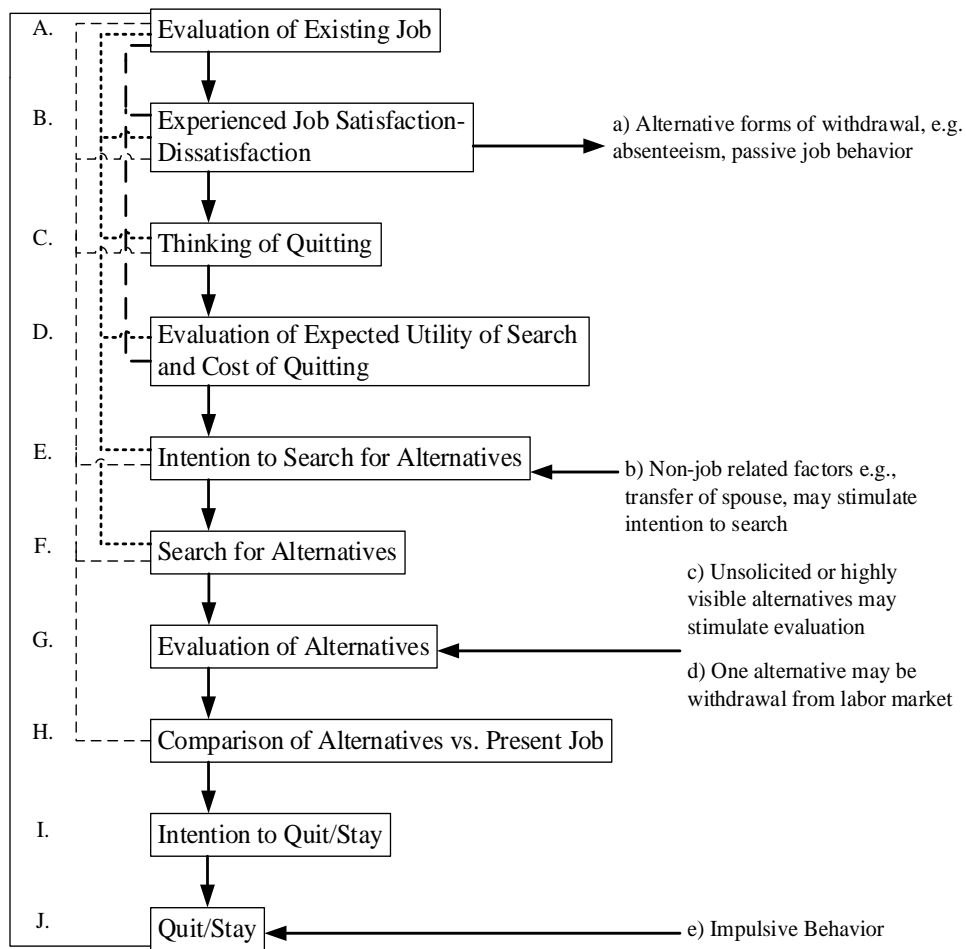 A.
Evaluation of Existing Job
B.
Experienced Job Satisfaction-
Dissatisfaction
a) Alternative forms of withdrawal, e.g.
absenteeism, passive job behavior
C.
Thinking of Quitting
D.
Evaluation of Expected Utility of Search
and Cost of Quitting
E.
Intention to Search for Alternatives
b) Non-job related factors e.g.,
transfer of spouse, may stimulate
intention to search
F.
Search for Alternatives
c) Unsolicited or highly
visible alternatives may
stimulate evaluation
G.
Evaluation of Alternatives
d) One alternative may be
withdrawal from labor market
H.
Comparison of Alternatives vs. Present Job
I.
Intention to Quit/Stay
J.
Quit/Stay
e) Impulsive Behavior